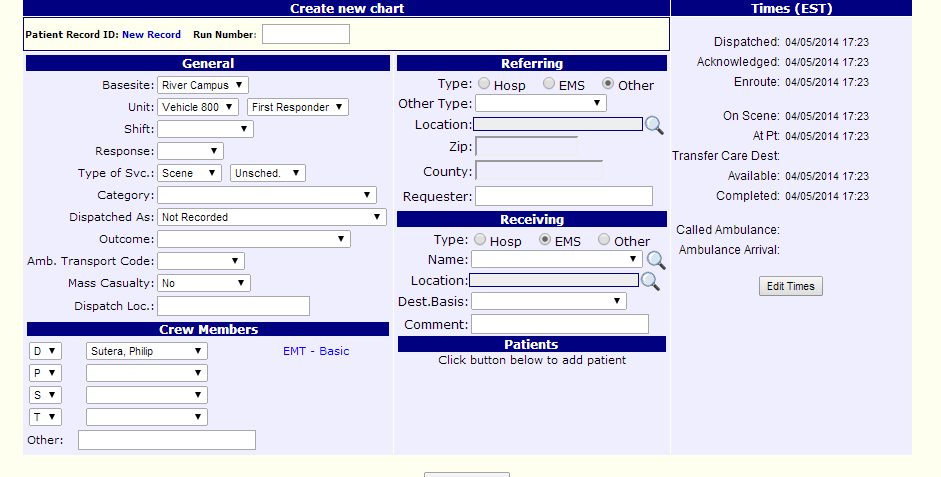 Create new chart
Patient Record ID: New Record Run Number:
General
Basesite: River Campus
Unit: Vehicle 800 First Responder
Shift:
Response:
Type of Svc.: Scene Unsched.
Category:
Dispatched As: Not Recorded
Outcome:
Amb. Transport Code:
Mass Casualty: No
Dispatch Loc.:
Crew Members
D Sutera, Philip EMT - Basic
P
S
T
Other:
Referring
Type: Hosp EMS Other
Other Type:
Location:
Zip:
County:
Requester:
Receiving
Type: Hosp EMS Other
Name:
Location:
Dest.Basis:
Comment:
Patients
Click button below to add patient
Times (EST)
Dispatched: 04/05/2014 17:23
Acknowledged: 04/05/2014 17:23
Enroute: 04/05/2014 17:23
On Scene: 04/05/2014 17:23
At Pt: 04/05/2014 17:23
Transfer Care Dest:
Available: 04/05/2014 17:23
Completed: 04/05/2014 17:23
Called Ambulance:
Ambulance Arrival:
Edit Times